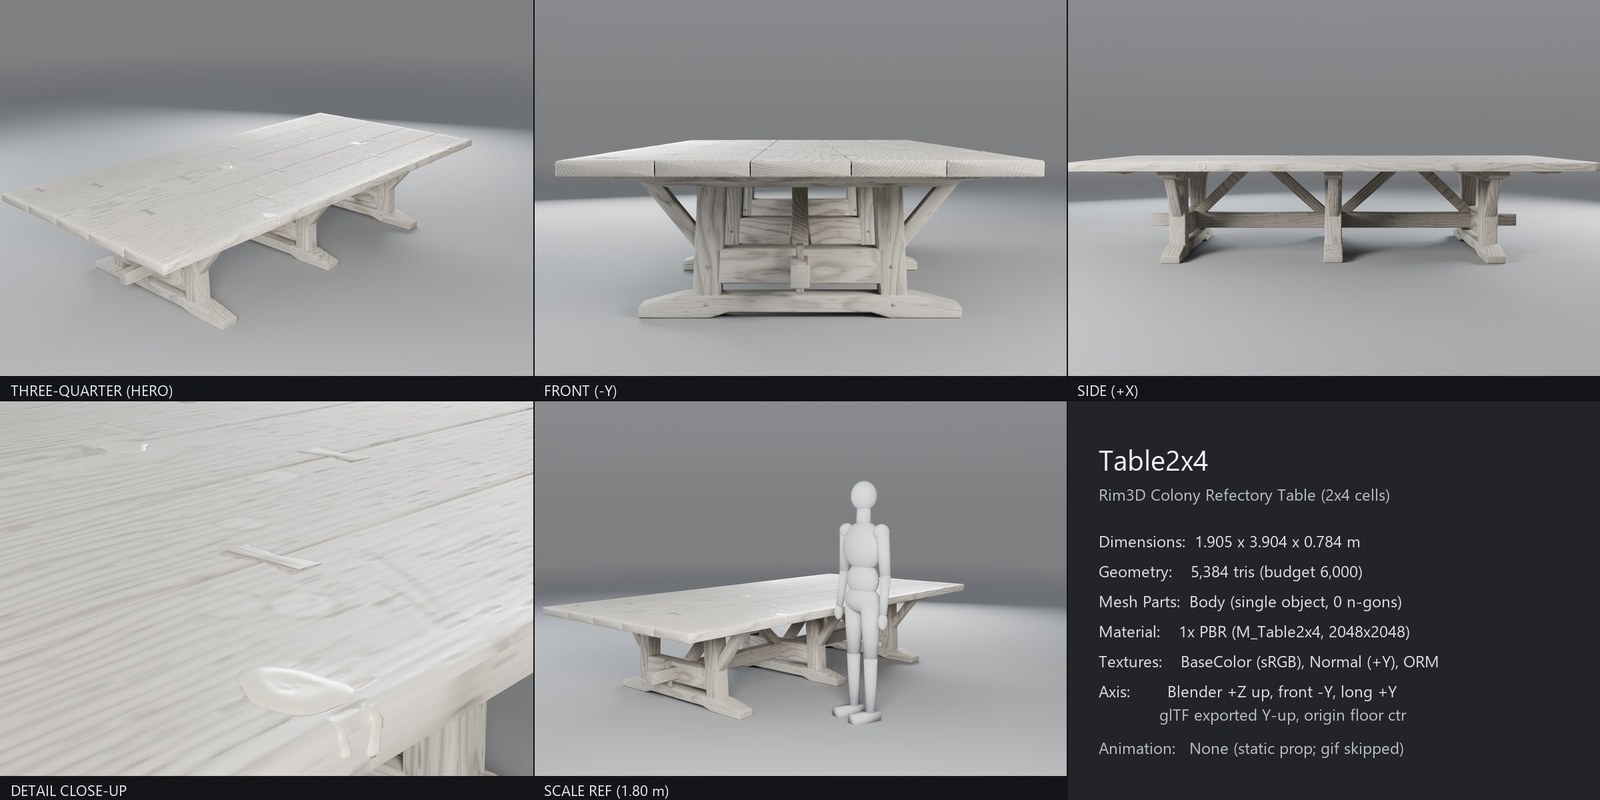 THREE-QUARTER (HERO)
FRONT (-Y)
SIDE (+X)
DETAIL CLOSE-UP
SCALE REF (1.80 m)
Table2x4
Rim3D Colony Refectory Table (2x4 cells)
Dimensions: 1.905 x 3.904 x 0.784 m
Geometry: 5,384 tris (budget 6,000)
Mesh Parts: Body (single object, 0 n-gons)
Material: 1x PBR (M_Table2x4, 2048x2048)
Textures: BaseColor (sRGB), Normal (+Y), ORM
Axis: Blender +Z up, front -Y, long +Y
glTF exported Y-up, origin floor ctr
Animation: None (static prop; gif skipped)